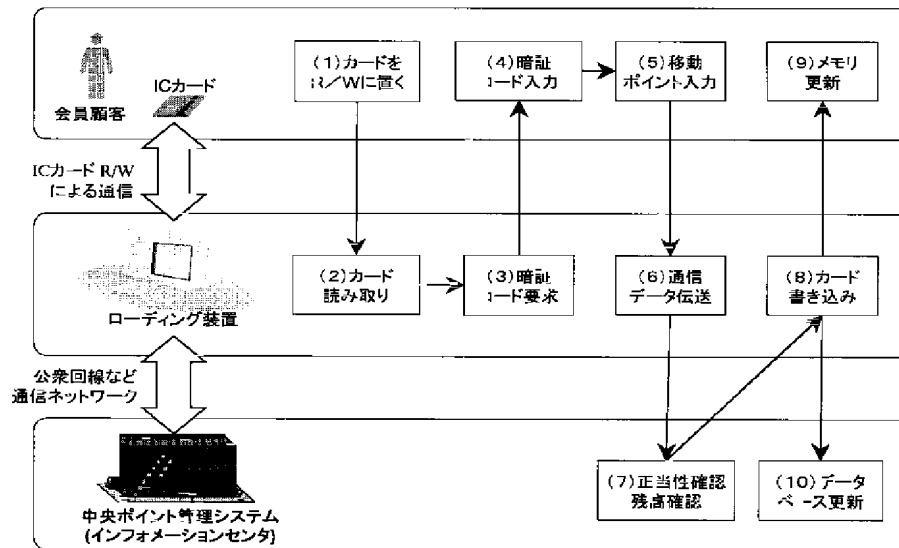 会員顧客
ICカード
(1)カードを
R／Wに置く
(4)暗証
コード入力
(5)移動
ポイント入力
(9)メモリ
更新
ICカード R/W
による通信
ローディング装置
(2)カード
読み取り
(3)暗証
コード要求
(6)通信
データ伝送
(8)カード
書き込み
公衆回線など
通信ネットワーク
中央ポイント管理システム
(インフォメーションセンタ)
(7)正当性確認
残高確認
(10)データ
ベース更新